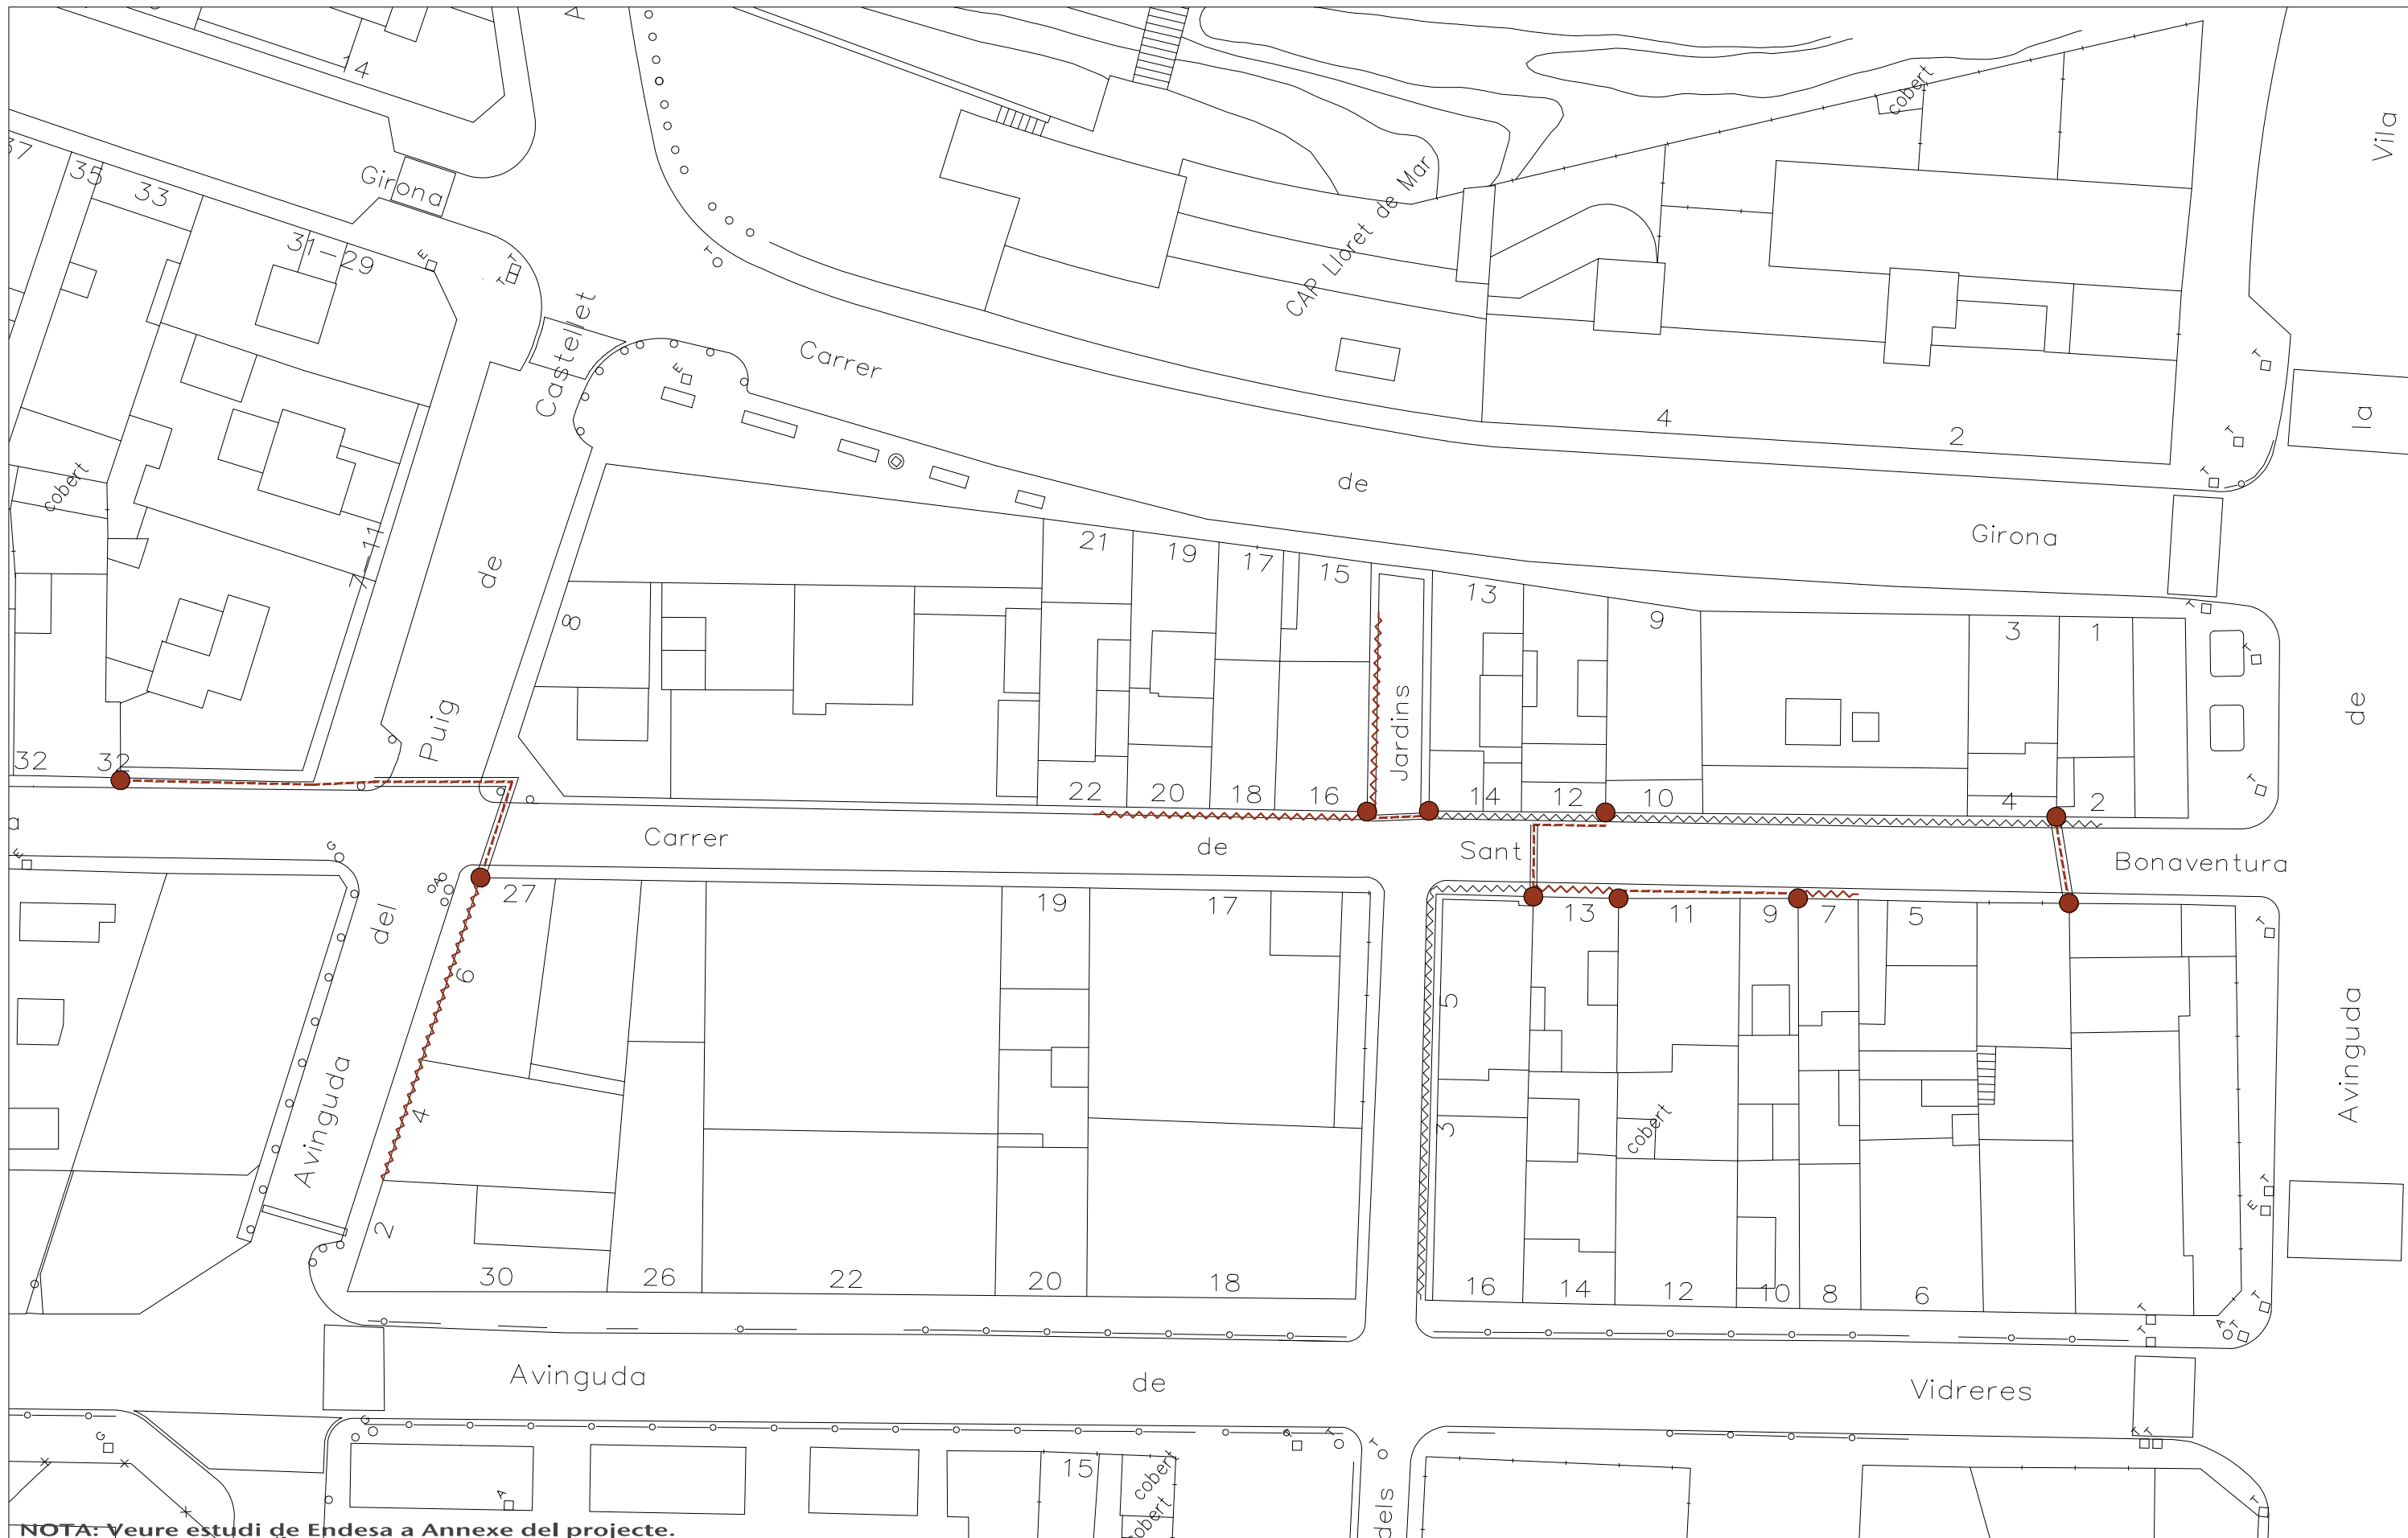 14
Vila
cobert
37
35
33
Girona
31-29
CAP Lloret de Mar
Castellet
Carrer
4
2
la
cobert
de
Girona
7-11
de
8
21
19
17
15
13
9
3
1
Jardins
Puig
de
32
32
22
20
18
16
14
12
10
4
2
a
Carrer
de
Sant
Bonaventura
27
19
17
13
11
9
7
5
del
6
5
Avinguda
4
3
cobert
Avinguda
2
30
26
22
20
18
16
14
12
10
8
6
Avinguda
de
Vidreres
15
cobert
cobert
dels
NOTA: Veure estudi de Endesa a Annexe del projecte.